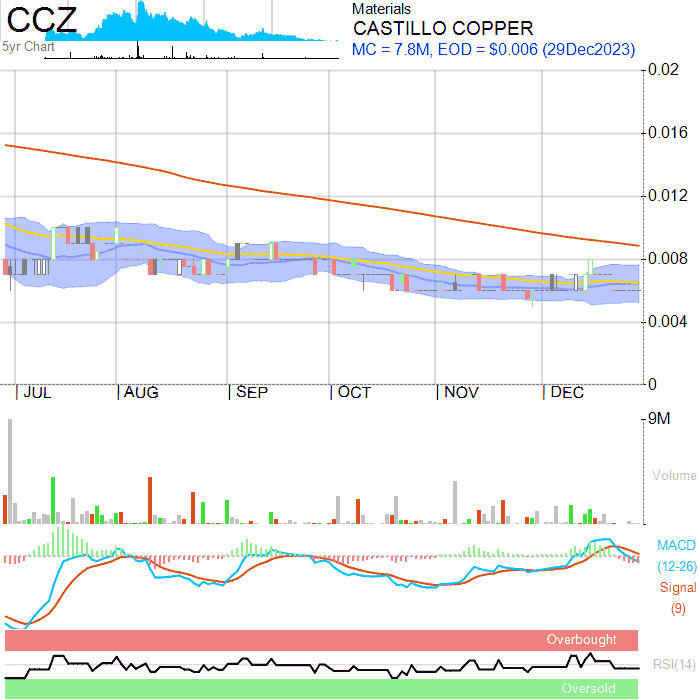 CCZ
5yr Chart
Materials
CASTILLO COPPER
MC = 7.8M, EOD = $0.006 (29Dec2023)
0.02
0.016
0.012
0.008
0.004
0
JUL AUG SEP OCT NOV DEC
9M
Volume
MACD
(12-26)
Signal
(9)
Overbought
RSI(14)
Oversold